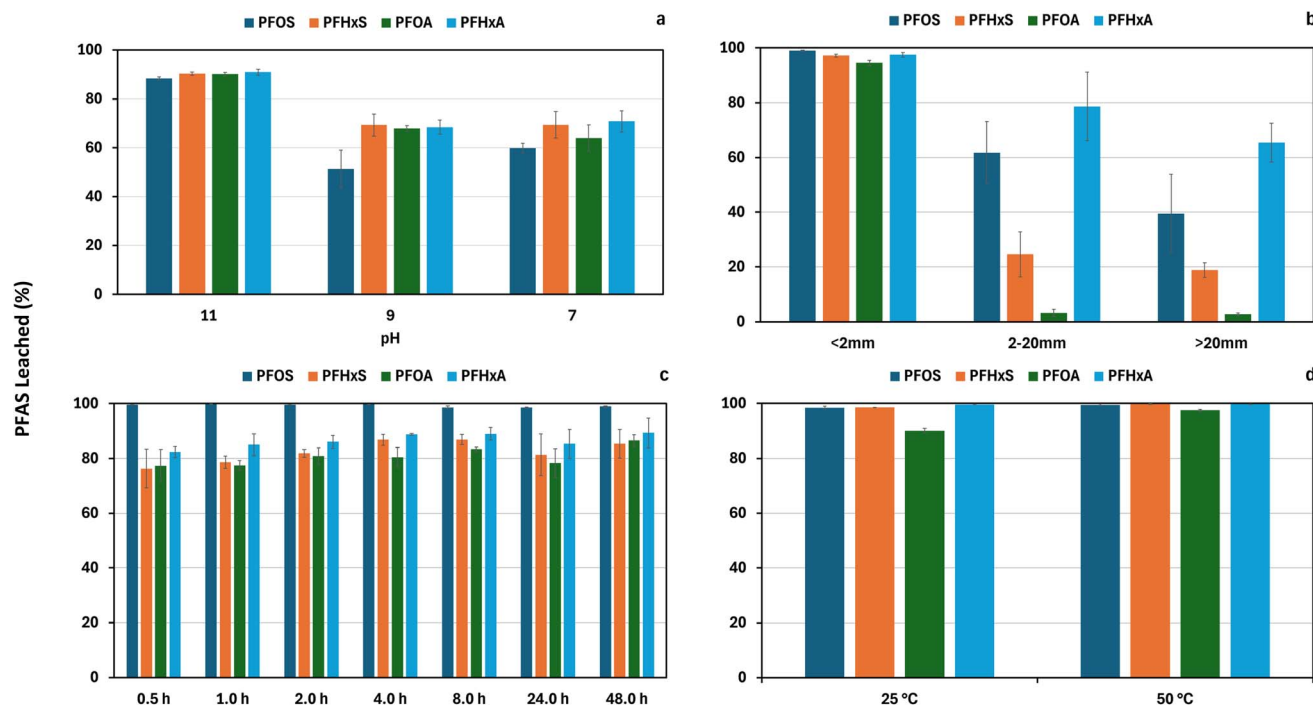 PFAS Leached (%)
a
PFOS PFHxS PFOA PFHxA
100
80
60
40
20
0
11 9 7
pH
b
PFOS PFHxS PFOA PFHxA
100
80
60
40
20
0
<2mm 2-20mm >20mm
c
PFOS PFHxS PFOA PFHxA
100
80
60
40
20
0
0.5 h 1.0 h 2.0 h 4.0 h 8.0 h 24.0 h 48.0 h
d
PFOS PFHxS PFOA PFHxA
100
80
60
40
20
0
25 °C 50 °C